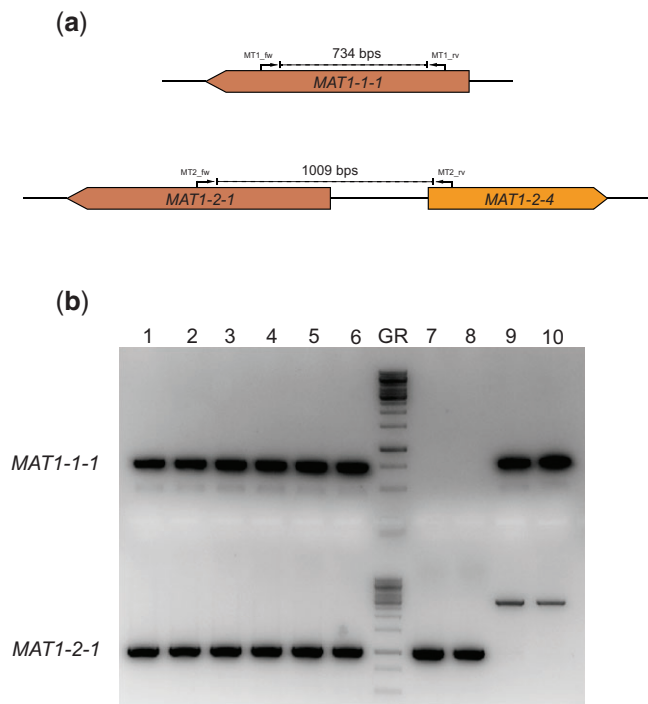 (a)
734 bps
MT1_fw
MT1_rv
MAT1-1-1
1009 bps
MT2_fw
MT2_rv
MAT1-2-1
MAT1-2-4
(b)
1 2 3 4 5 6 GR 7 8 9 10
MAT1-1-1
MAT1-2-1